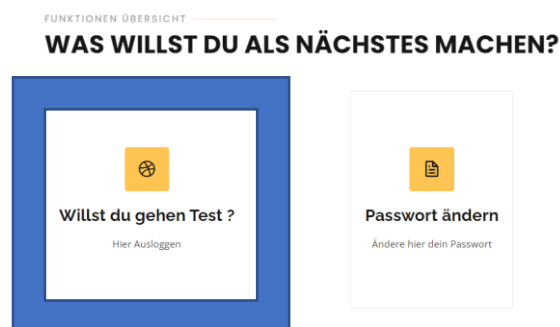 FUNKTIONEN ÜBERSICHT
WAS WILLST DU ALS NÄCHSTES MACHEN?
Willst du gehen Test ?
Hier Ausloggen
Passwort ändern
Ändere hier dein Passwort